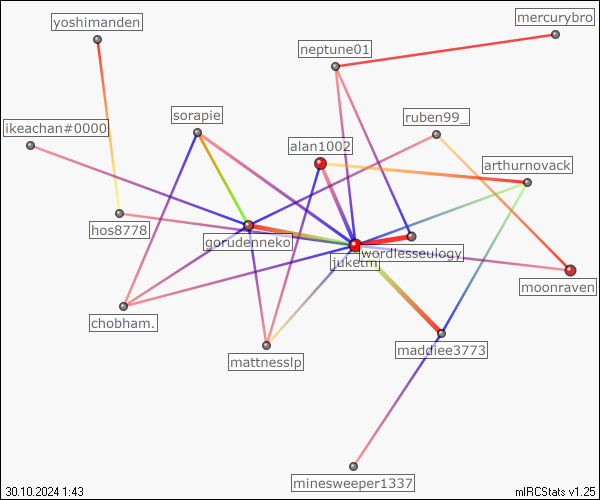 mercurybro
yoshimanden
neptune01
sorapie
ruben99_
ikeachan#0000
alan1002
arthurnovack
hos8778
gorudenneko
wordlesseulogy
juketm
moonraven
chobham.
maddiee3773
mattnesslp
minesweeper1337
30.10.2024 1:43
mIRCStats v1.25